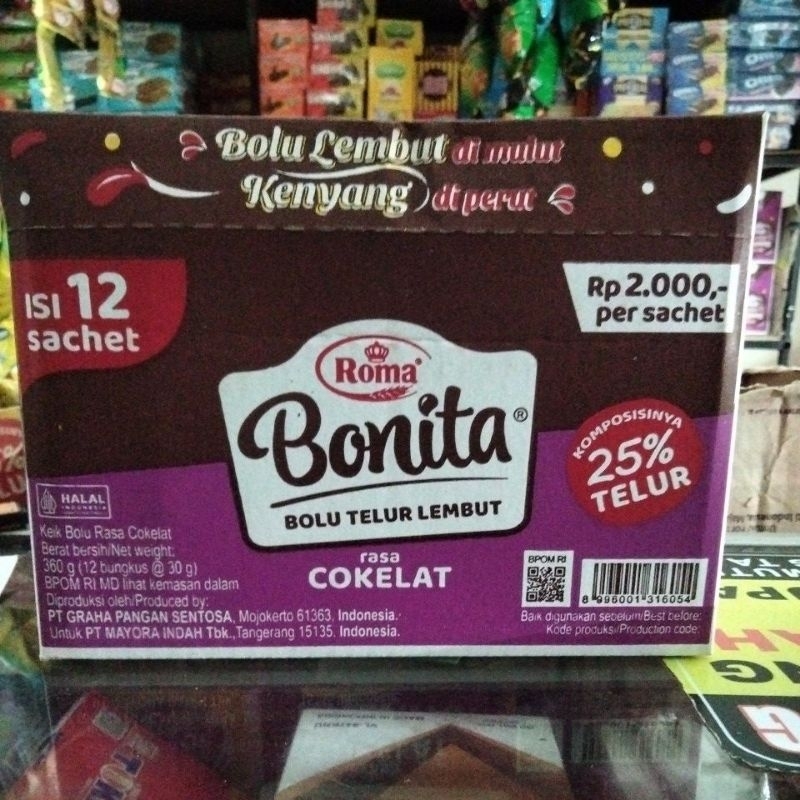 Bolu Lembut di mulut
Kenyang di perut
ISI 12
sachet
Rp 2.000,-
per sachet
Roma®
Bonita®
BOLU TELUR LEMBUT
rasa
COKELAT
KOMPOSISINYA
25%
TELUR
HALAL
INDONESIA
Keik Bolu Rasa Cokelat
Berat bersih/Net weight:
360 g (12 bungkus @ 30 g)
BPOM RI MD lihat kemasan dalam
Diproduksi oleh/Produced by:
PT GRAHA PANGAN SENTOSA, Mojokerto 61363, Indonesia.
Untuk PT MAYORA INDAH Tbk.,Tangerang 15135, Indonesia.
BPOM RI
8 996001 316054
Baik digunakan sebelum/Best before:
Kode produksi/Production code: